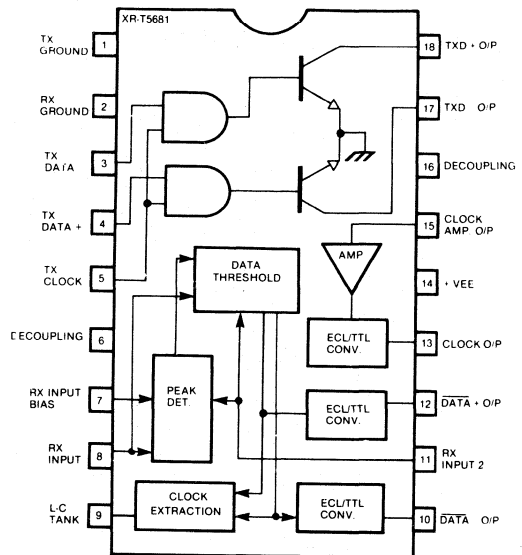 XR-T5681
TX
GROUND
1
RX
GROUND
2
TX
DATA
3
TX
DATA +
4
TX
CLOCK
5
DECOUPLING
6
RX INPUT
BIAS
7
RX
INPUT
8
L-C
TANK
9
18
TXD + O/P
17
TXD O/P
16
DECOUPLING
15
CLOCK
AMP O/P
14
+ VEE
13
CLOCK O/P
12
DATA + O/P
11
RX
INPUT 2
10
DATA O/P
DATA
THRESHOLD
AMP
ECL/TTL
CONV.
PEAK
DET.
ECL/TTL
CONV.
CLOCK
EXTRACTION
ECL/TTL
CONV.